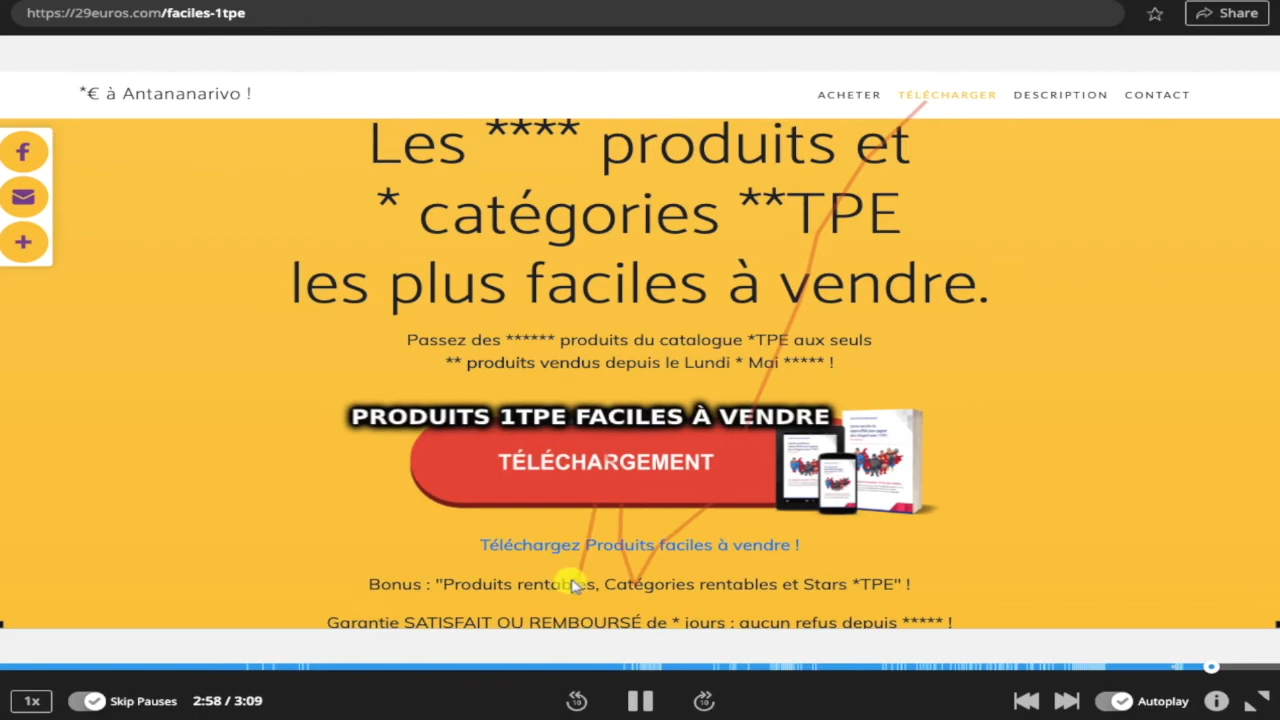 https://29euros.com/faciles-1tpe
Share
*€ à Antananarivo !
ACHETER TÉLÉCHARGER DESCRIPTION CONTACT
Les **** produits et
* catégories **TPE
les plus faciles à vendre.
Passez des ****** produits du catalogue *TPE aux seuls
** produits vendus depuis le Lundi * Mai ***** !
PRODUITS 1TPE FACILES À VENDRE
TÉLÉCHARGEMENT
Téléchargez Produits faciles à vendre !
Bonus : "Produits rentables, Catégories rentables et Stars *TPE" !
Garantie SATISFAIT OU REMBOURSÉ de * jours : aucun refus depuis ***** !
1x Skip Pauses 2:58 / 3:09 10 10 Autoplay